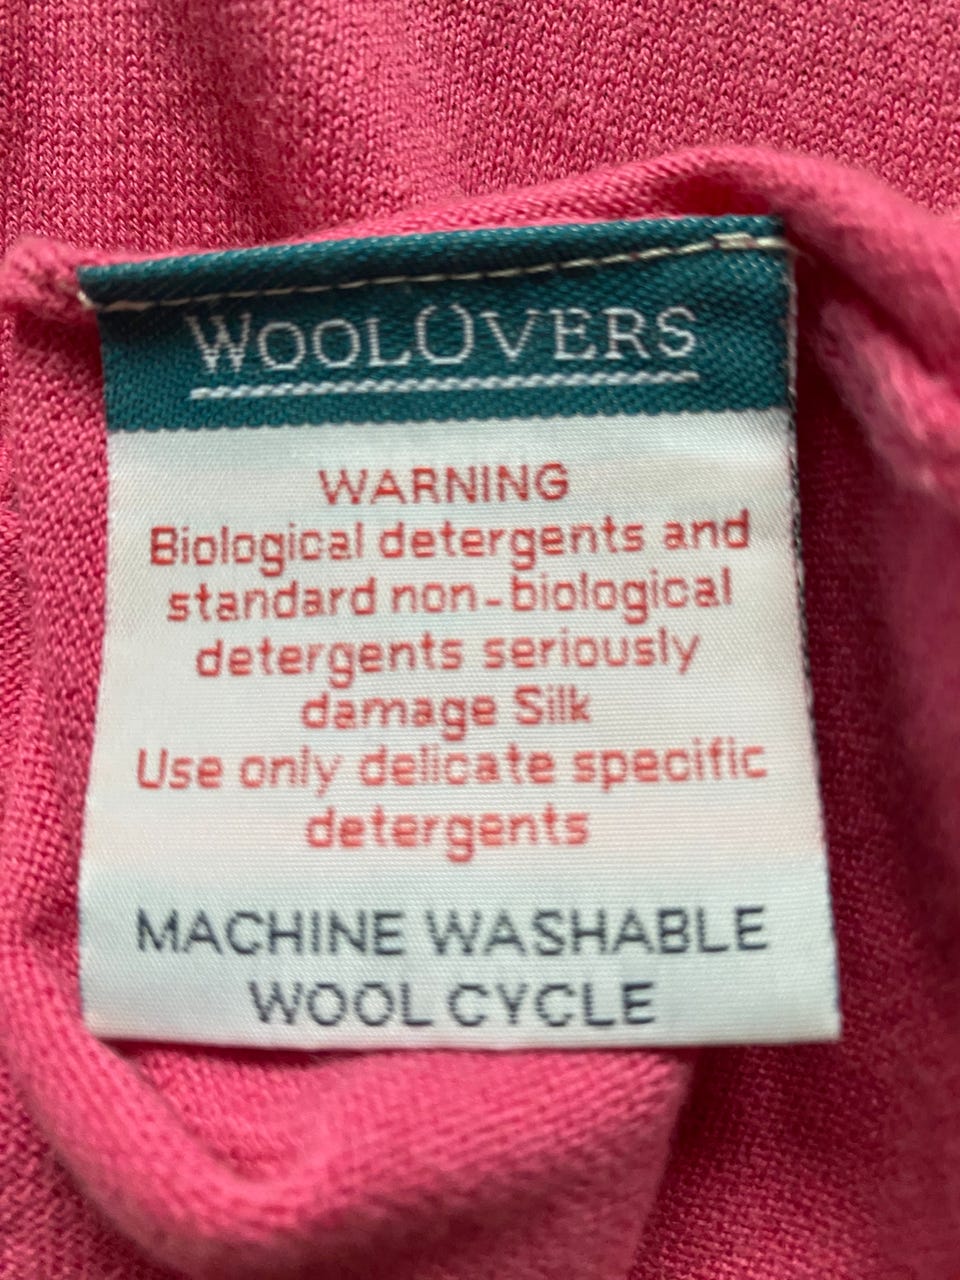 WOOLOVERS
WARNING
Biological detergents and
standard non-biological
detergents seriously
damage Silk
Use only delicate specific
detergents
MACHINE WASHABLE
WOOL CYCLE